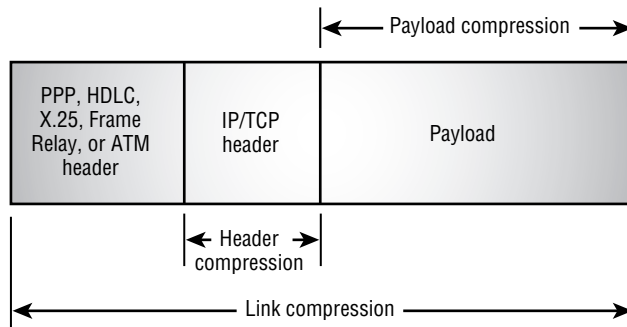 Payload compression
PPP, HDLC,
X.25, Frame
Relay, or ATM
header
IP/TCP
header
Payload
Header
compression
Link compression